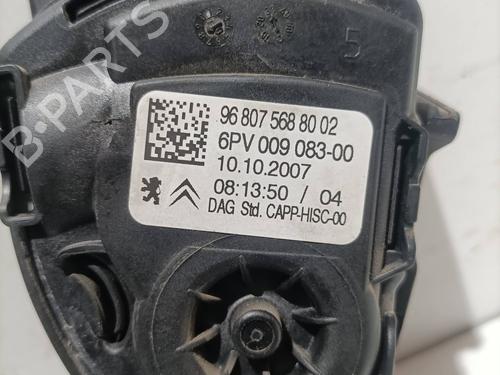 5
96 807 568 80 02
6PV 009 083-00
10.10.2007
08:13:50 / 04
DAG Std. CAPP-HISC-00
B-PARTS